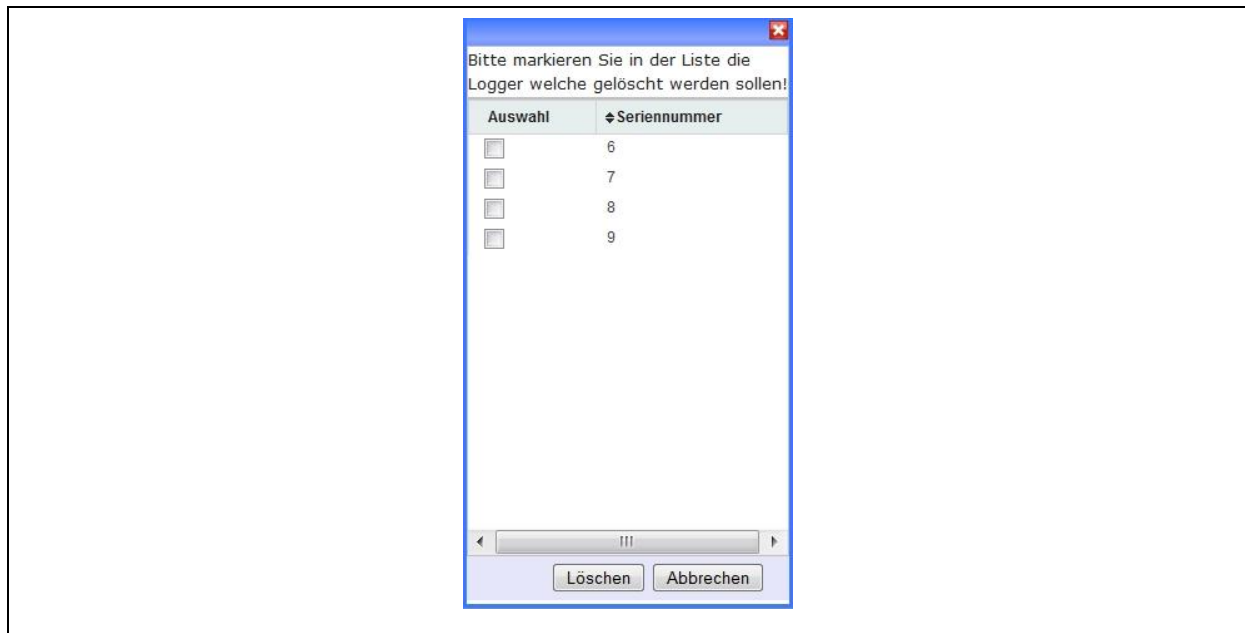 Bitte markieren Sie in der Liste die
Logger welche gelöscht werden sollen!
Auswahl Seriennummer
6
7
8
9
Löschen Abbrechen